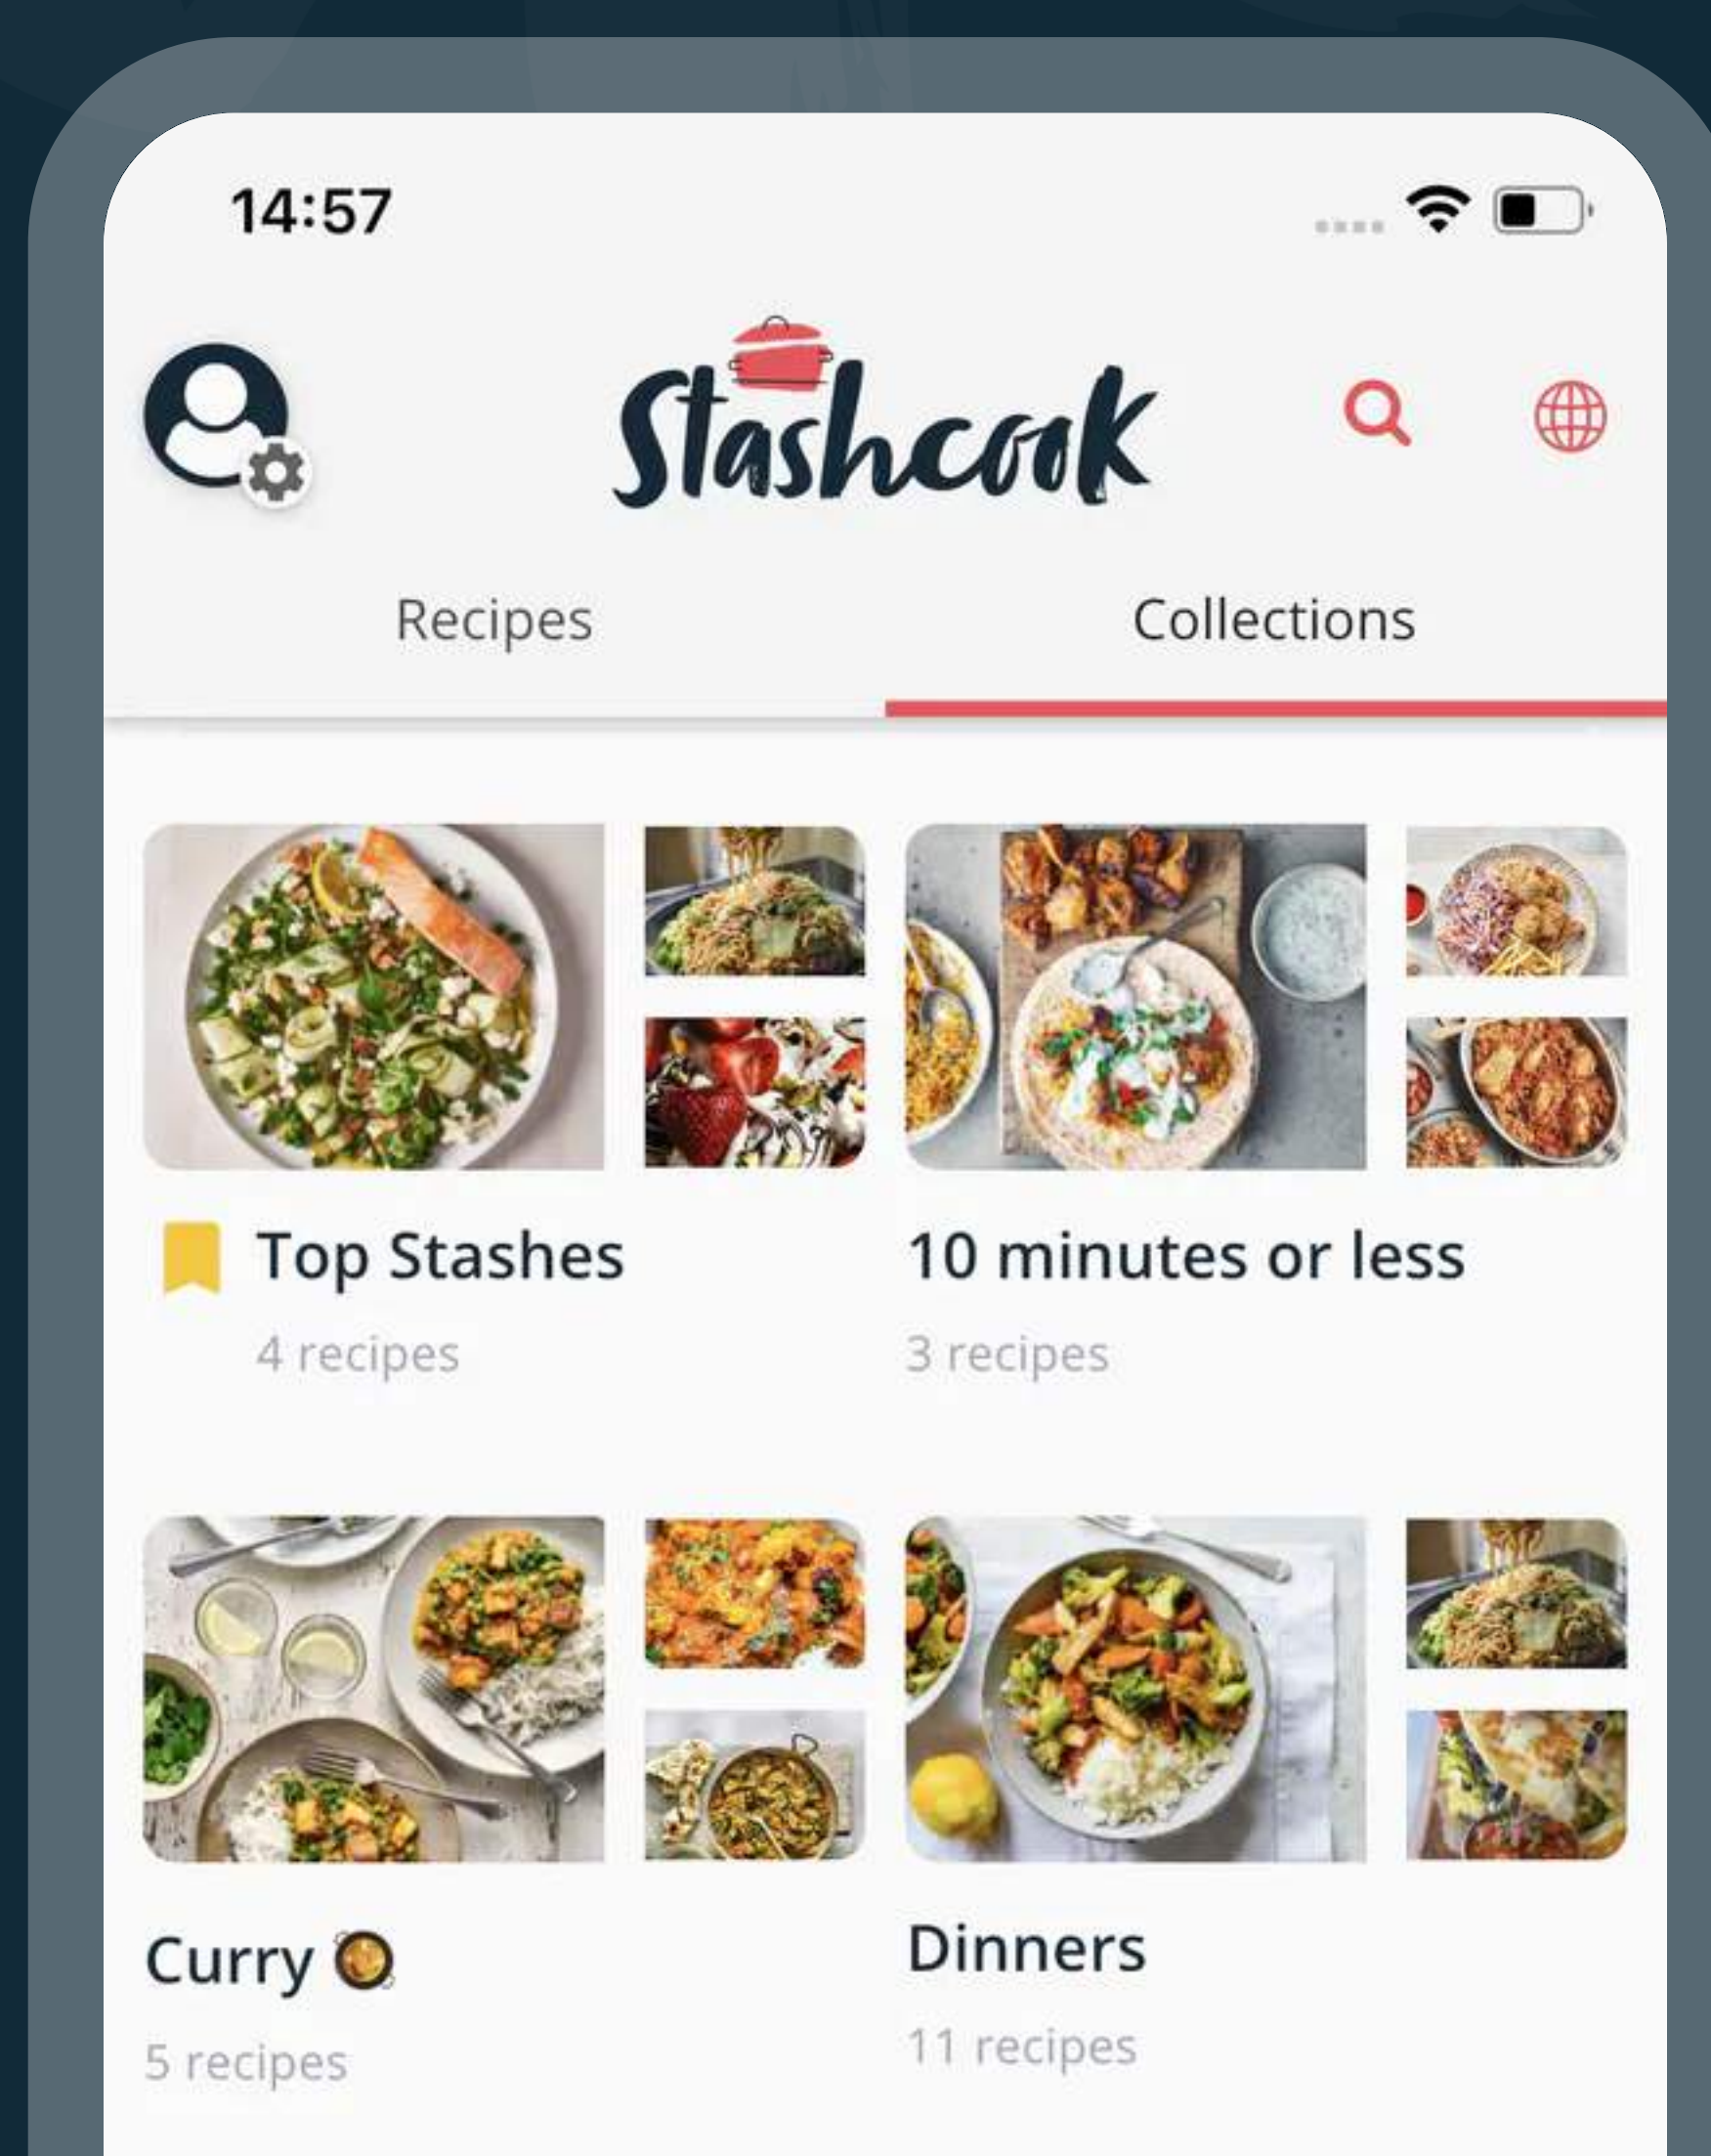 14:57
Stashcook
Recipes
Collections
Top Stashes
4 recipes
10 minutes or less
3 recipes
Curry 🥘
5 recipes
Dinners
11 recipes